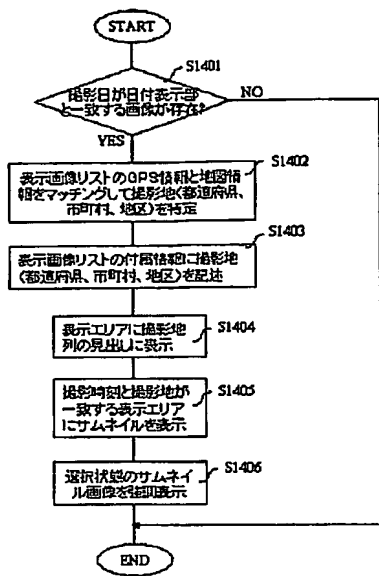 START
S1401
撮影日が日付表示部
と一致する画像が存在?
NO
YES
S1402
表示画像リストのGPS情報と地図情
報をマッチングして撮影地(都道府県、
市町村、地区)を特定
S1403
表示画像リストの付属情報に撮影地
(都道府県、市町村、地区)を記述
S1404
表示エリアに撮影地
列の見出しに表示
S1405
撮影時刻と撮影地が
一致する表示エリア
にサムネイルを表示
S1406
選択状態のサムネイ
ル画像を強調表示
END